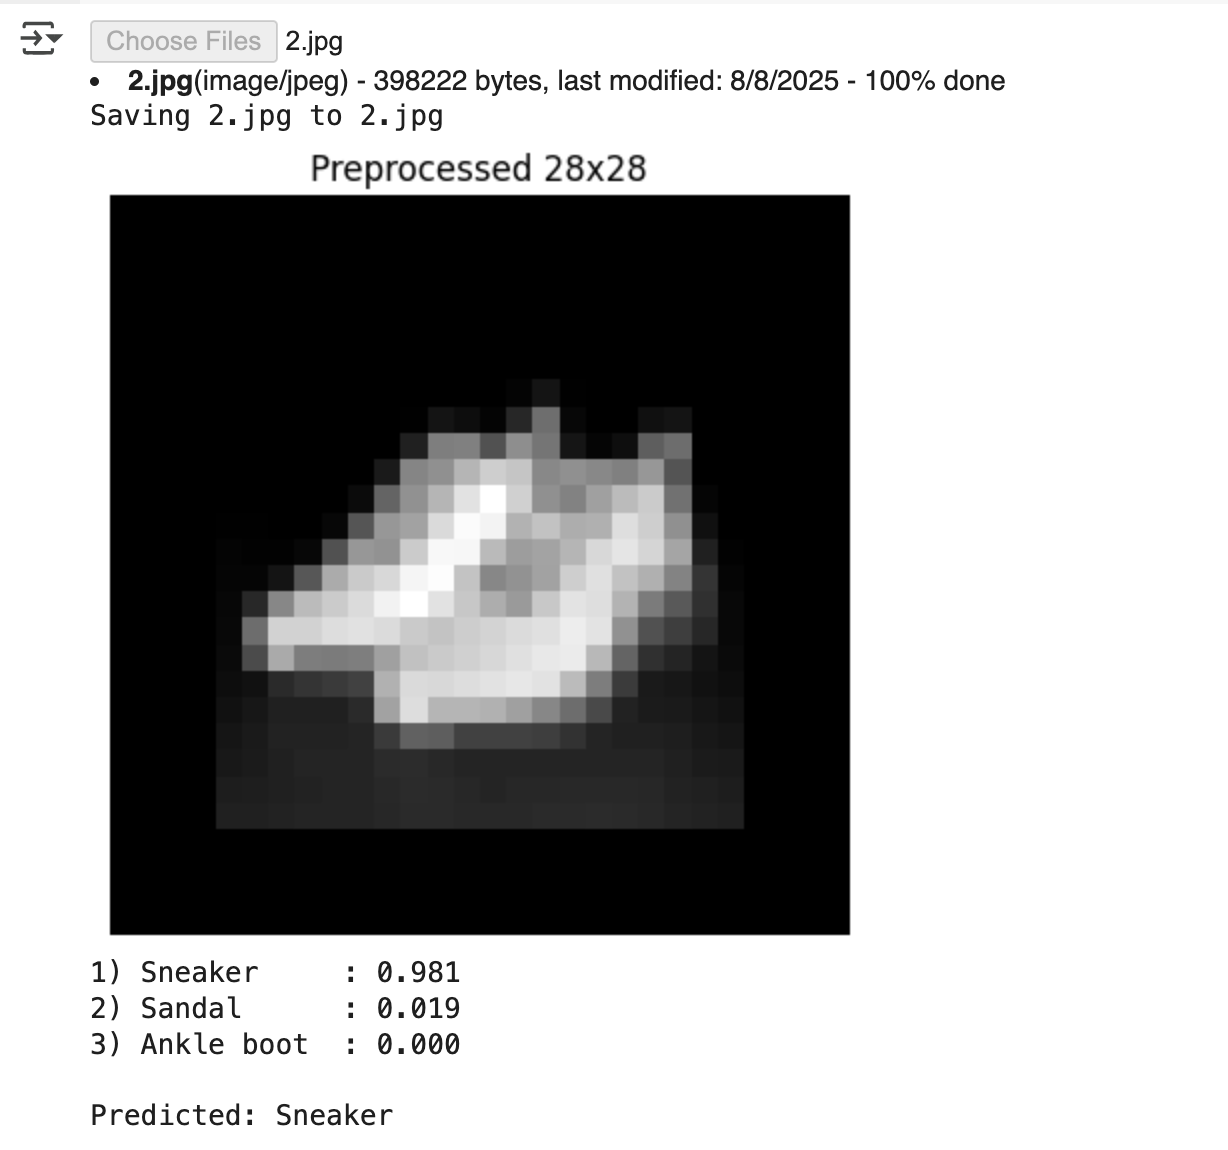 Choose Files 2.jpg
• 2.jpg(image/jpeg) - 398222 bytes, last modified: 8/8/2025 - 100% done
Saving 2.jpg to 2.jpg
Preprocessed 28x28
1) Sneaker : 0.981
2) Sandal : 0.019
3) Ankle boot : 0.000
Predicted: Sneaker